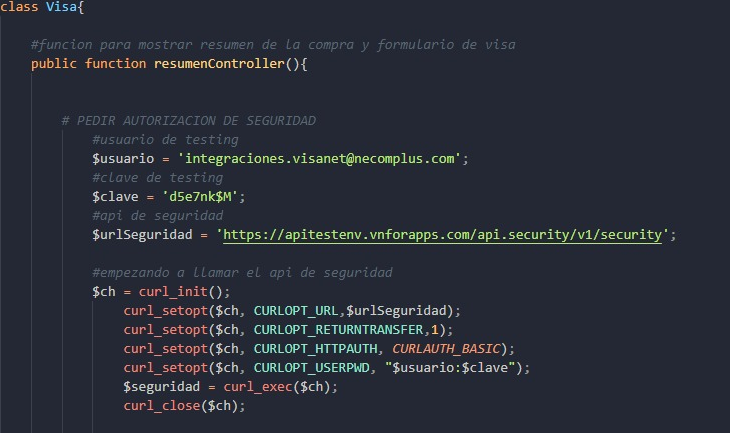 class Visa{
#funcion para mostrar resumen de la compra y formulario de visa
public function resumenController(){
# PEDIR AUTORIZACION DE SEGURIDAD
#usuario de testing
$usuario = 'integraciones.visanet@necomplus.com';
#clave de testing
$clave = 'd5e7nk$M';
#api de seguridad
$urlSeguridad = 'https://apitestenv.vnforapps.com/api.security/v1/security';
#empezando a llamar el api de seguridad
$ch = curl_init();
curl_setopt($ch, CURLOPT_URL,$urlSeguridad);
curl_setopt($ch, CURLOPT_RETURNTRANSFER,1);
curl_setopt($ch, CURLOPT_HTTPAUTH, CURLAUTH_BASIC);
curl_setopt($ch, CURLOPT_USERPWD, "$usuario:$clave");
$seguridad = curl_exec($ch);
curl_close($ch);